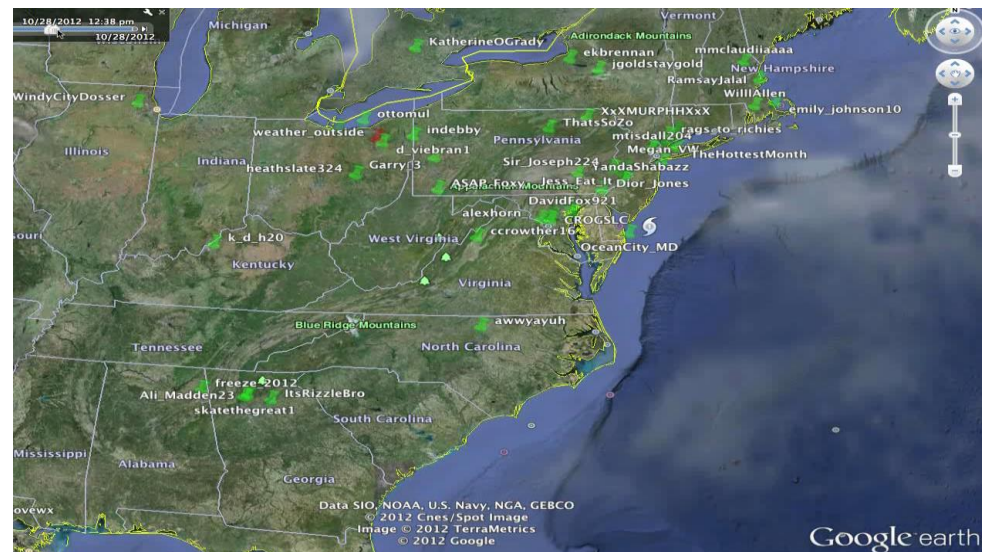 10/28/2012 12:38 pm
10/28/2012
Michigan
Vermont
KatherineOGrady
Adirondack Mountains
ekbrennan
mmclaudiiaaaa
jgoldstaygold
New Hampshire
RamsayJalal
WindyCityDosser
WilllAllen
emily_johnson10
ottomul
XxXMURPHHXxX
ThatsSoZo
rags_to_richies
weather_outside
indebby
Pennsylvania
mtisdall204
Illinois
d_viebran1
Megan_VW
TheHottestMonth
Indiana
Garry_3
Sir_Joseph224
YandaShabazz
heathslate324
Jess_Eat_It
Dior_Jones
DavidFox921
alexhorn
CROGSLC
k_d_h20
West Virginia
ccrowther16
OceanCity_MD
Kentucky
Virginia
Blue Ridge Mountains
awwyayuh
Tennessee
North Carolina
freeze_2012
Ali_Madden23
ItsRizzleBro
skatethegreat1
South Carolina
Mississippi
Alabama
Georgia
ovewx
Data SIO, NOAA, U.S. Navy, NGA, GEBCO
© 2012 Cnes/Spot Image
Image © 2012 TerraMetrics
© 2012 Google
Google earth
N